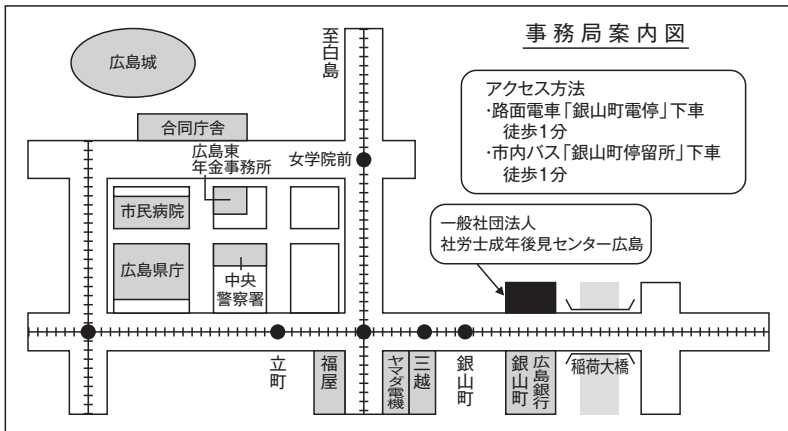 事務局案内図
アクセス方法
･路面電車｢銀山町電停｣下車
徒歩1分
･市内バス｢銀山町停留所｣下車
徒歩1分
広島城
至白島
合同庁舎
広島東
年金事務所
女学院前
市民病院
広島県庁
中央
警察署
一般社団法人
社労士成年後見センター広島
立町
福屋
ヤマダ電機
三越
銀山町
広島銀行
銀山町
稲荷大橋